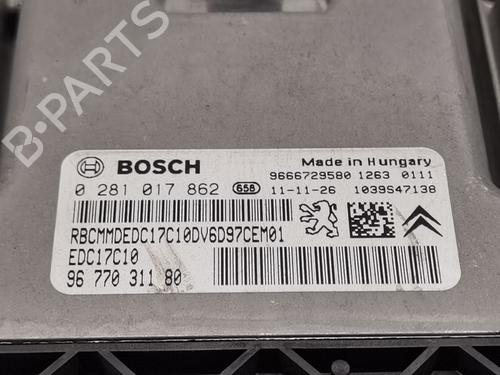 B-PARTS
BOSCH
Made in Hungary
9666729580 1263 0111
0 281 017 862 658 11-11-26 1039S47138
RBCMMDEDC17C10DV6D97CEM01
EDC17C10
96 770 311 80